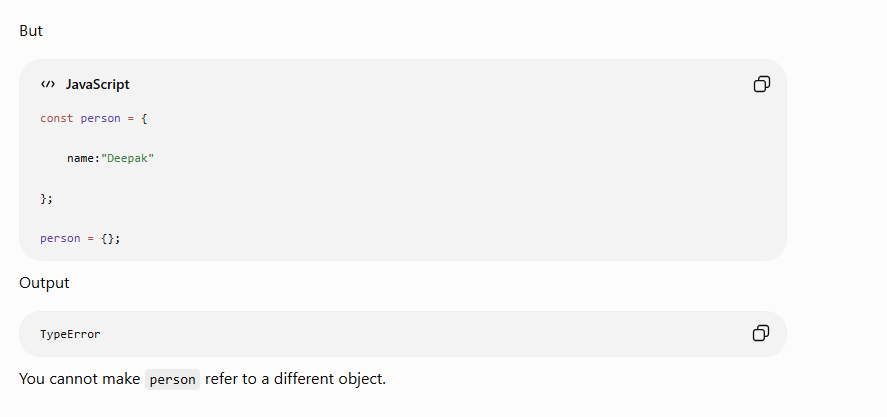 But
JavaScript
const person = {
name:"Deepak"
};
person = {};
Output
TypeError
You cannot make person refer to a different object.